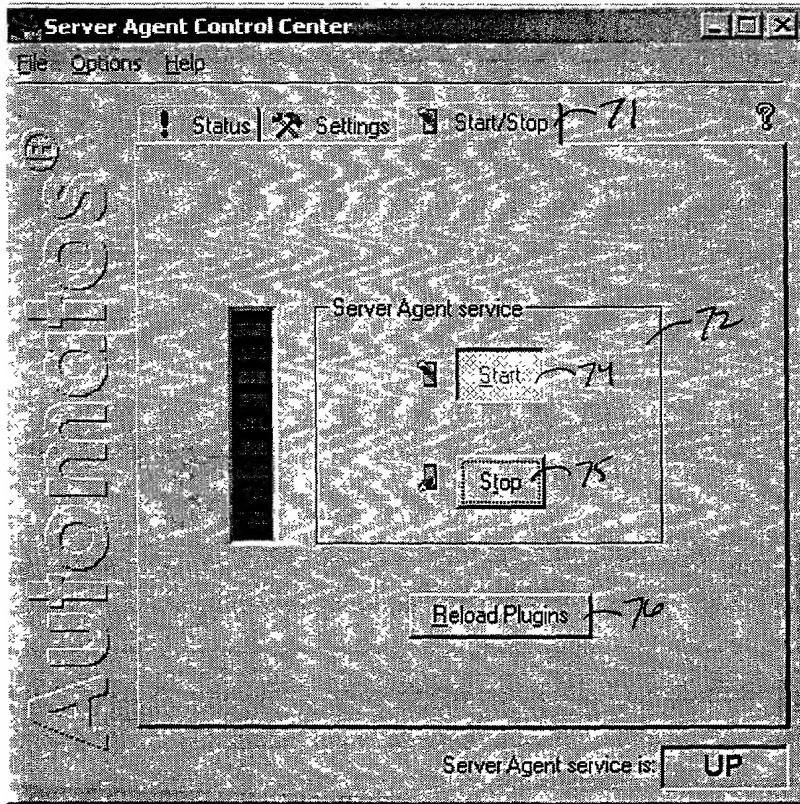 Server Agent Control Center
File Options Help
! Status Settings Start/Stop 71 ?
Automatos®
Server Agent service
72
Start 74
Stop 75
Reload Plugins 76
Server Agent service is: UP